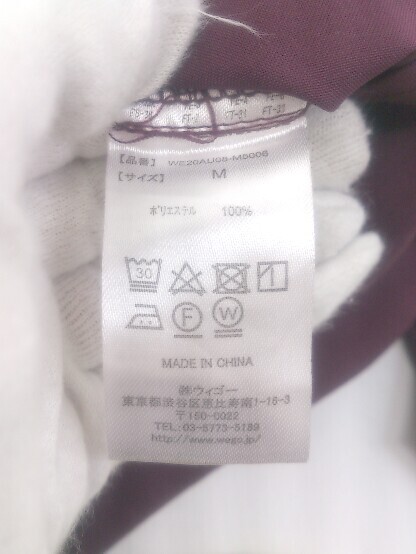 【品番】 WE20AU08-M5006
【サイズ】 M
ポリエステル 100%
30
F W
MADE IN CHINA
㈱ウィゴー
東京都渋谷区恵比寿南1-16-3
〒150-0022
TEL: 03-5775-5189
http://www.wego.jp/